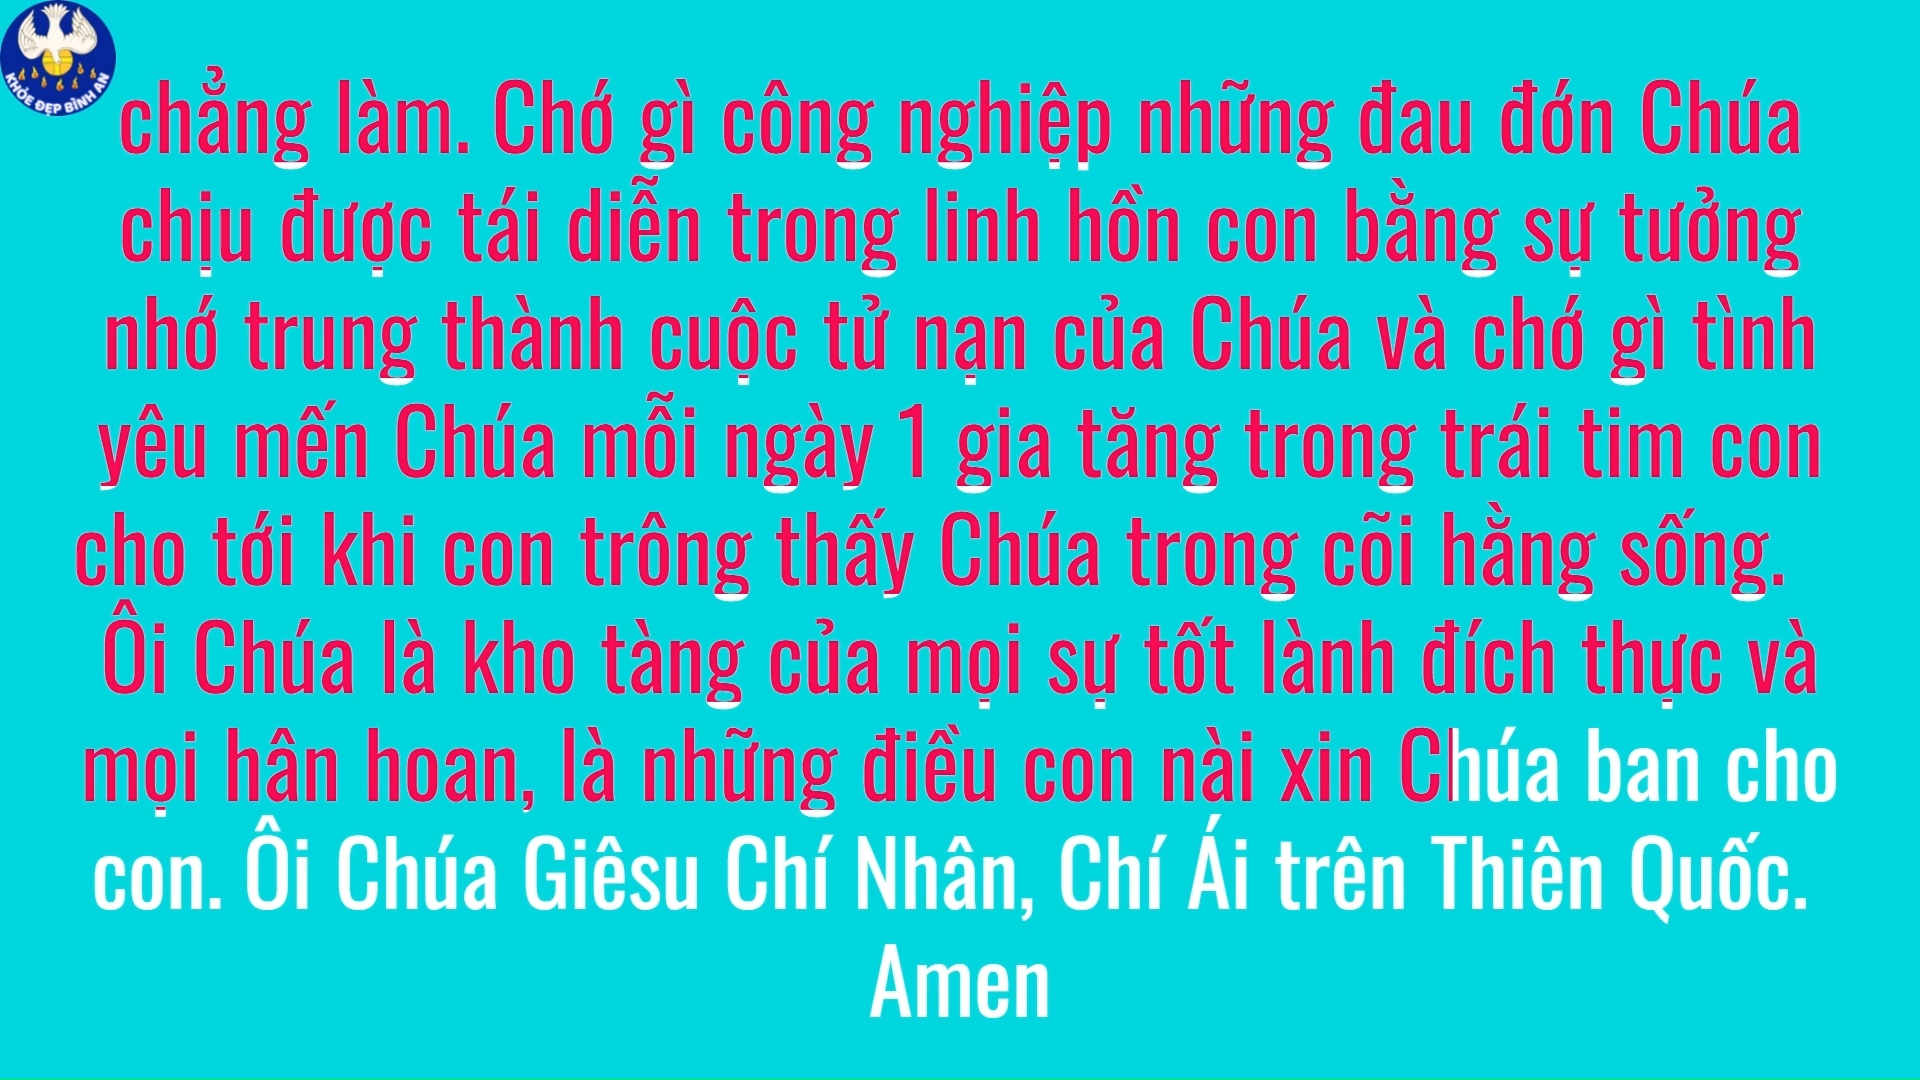 KHỎE ĐẸP BÌNH AN
chẳng làm. Chớ gì công nghiệp những đau đớn Chúa
chịu được tái diễn trong linh hồn con bằng sự tưởng
nhớ trung thành cuộc tử nạn của Chúa và chớ gì tình
yêu mến Chúa mỗi ngày 1 gia tăng trong trái tim con
cho tới khi con trông thấy Chúa trong cõi hằng sống.
Ôi Chúa là kho tàng của mọi sự tốt lành đích thực và
mọi hân hoan, là những điều con nài xin Chúa ban cho
con. Ôi Chúa Giêsu Chí Nhân, Chí Ái trên Thiên Quốc.
Amen